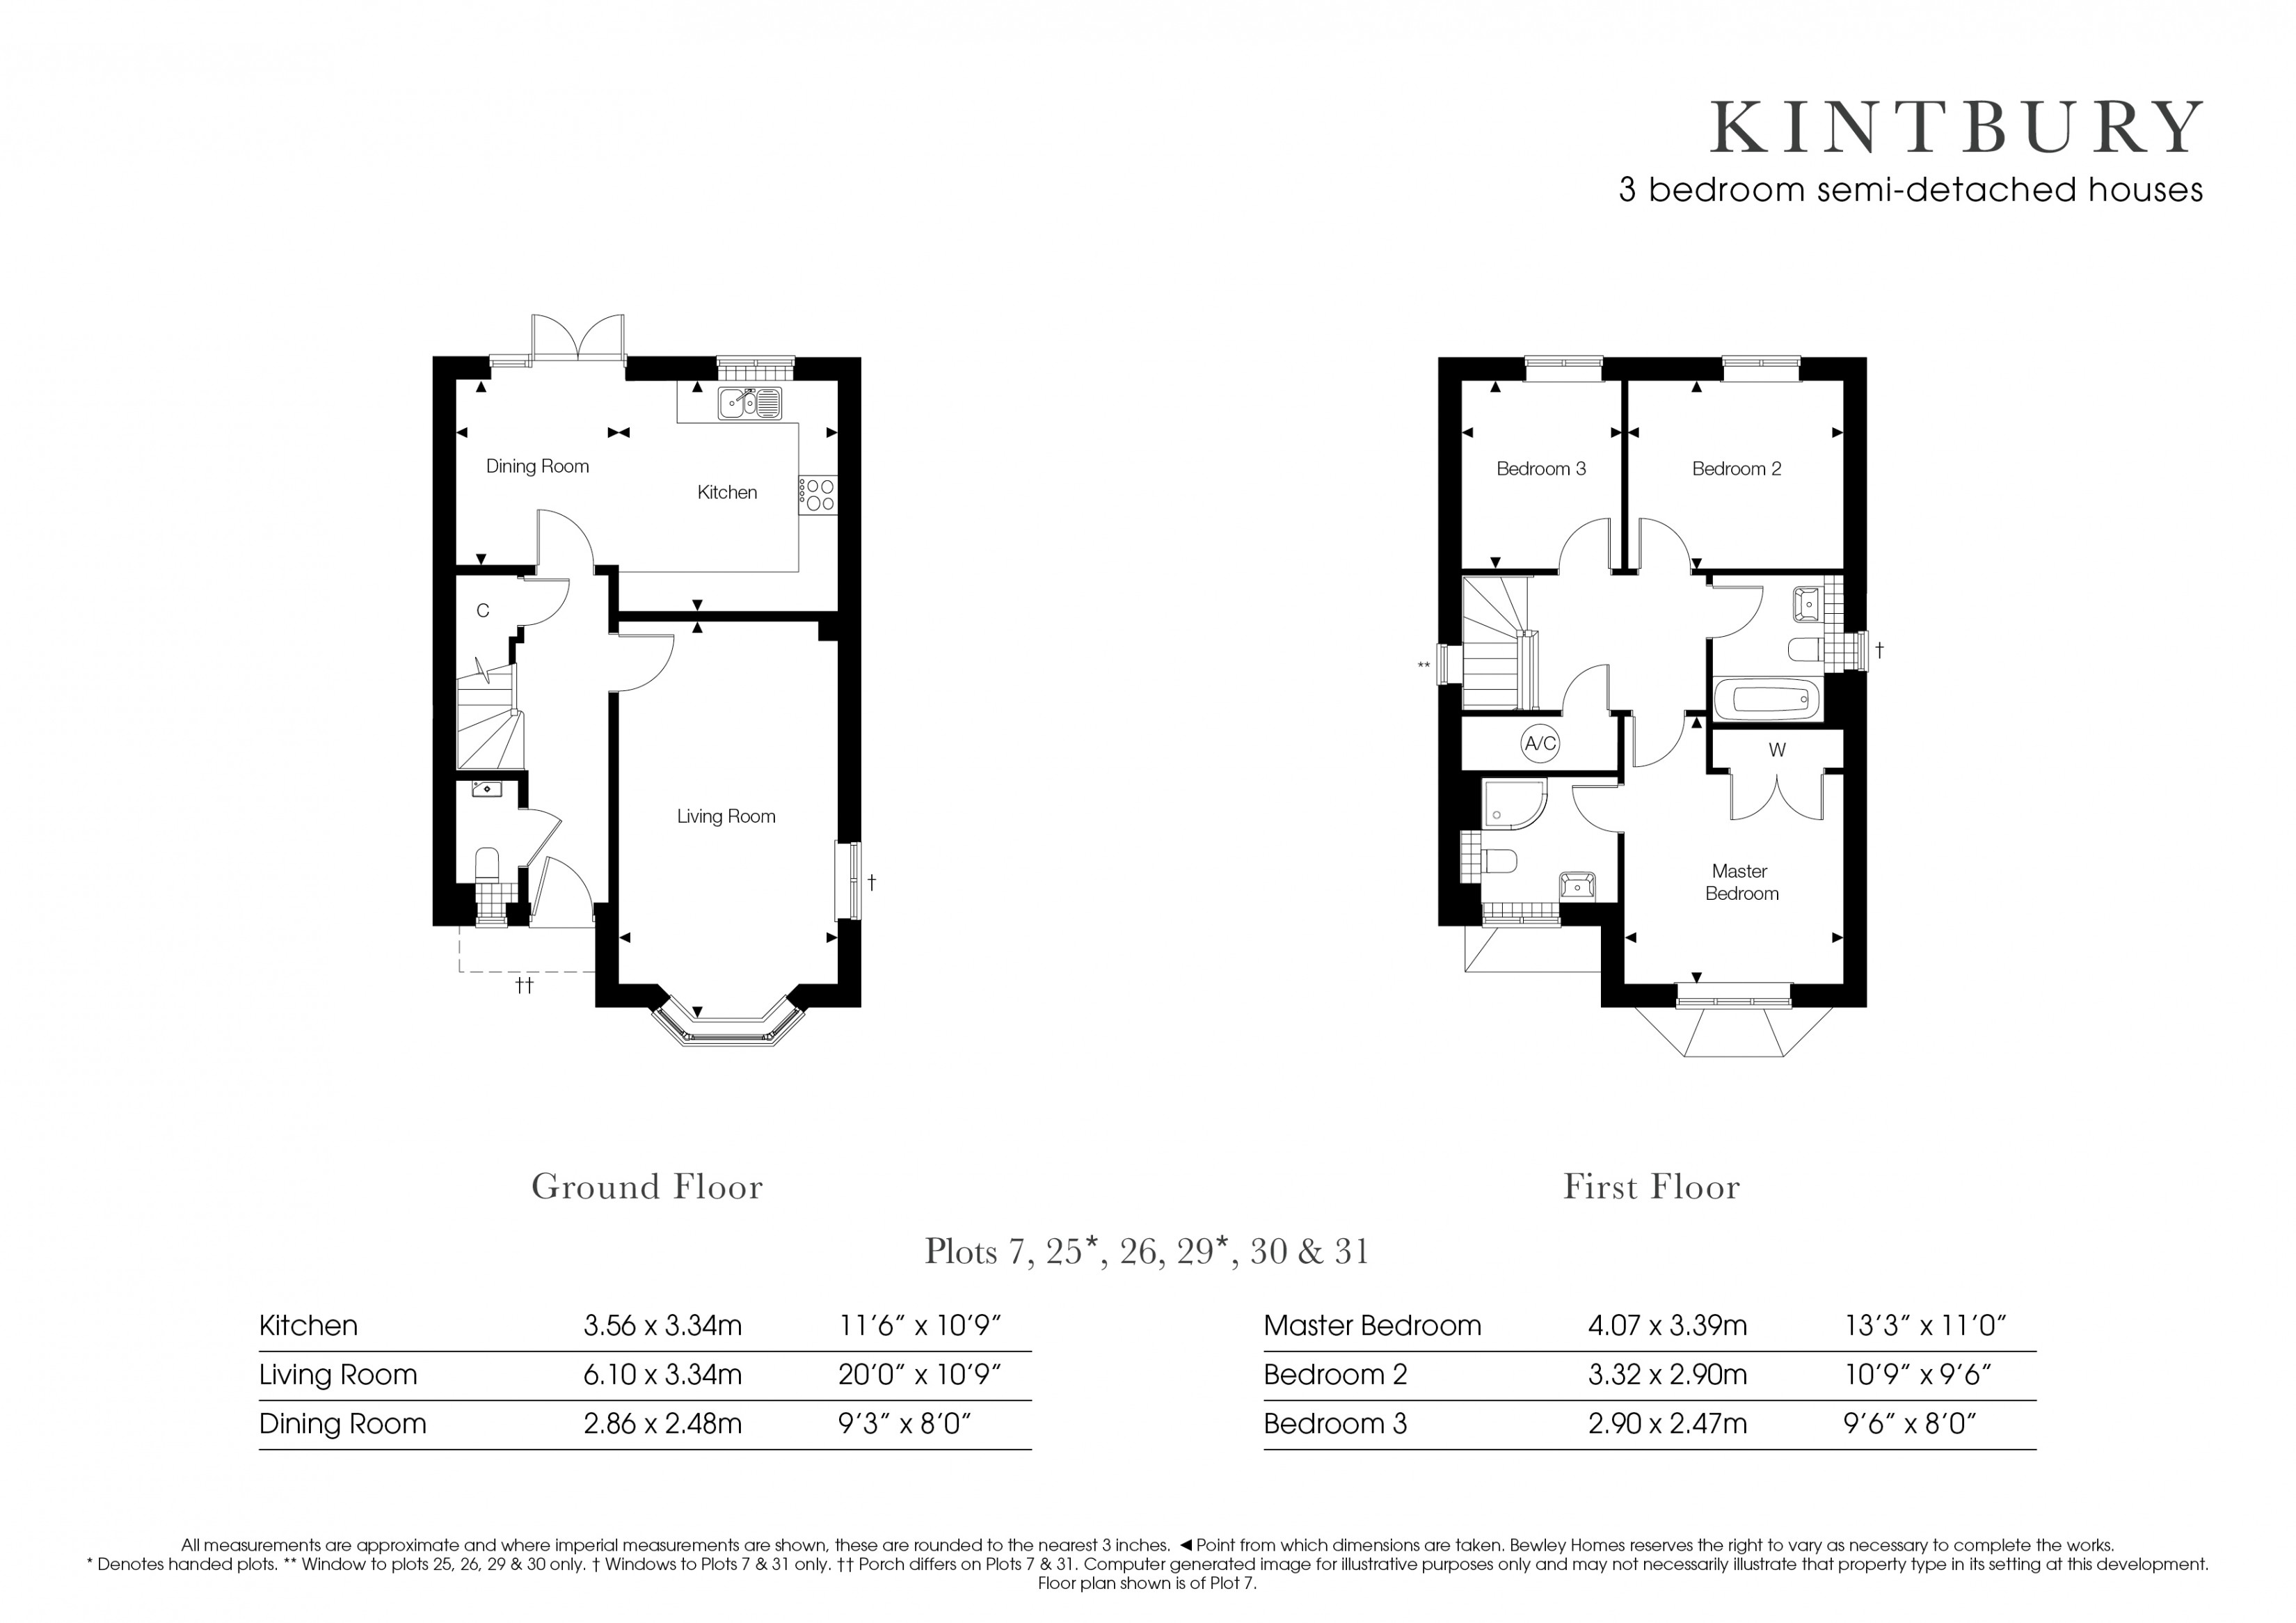 KINTBURY
3 bedroom semi-detached houses
Dining Room
Kitchen
C
Living Room
†
††
Bedroom 3
Bedroom 2
**
†
A/C
W
Master
Bedroom
Ground Floor
First Floor
Plots 7, 25*, 26, 29*, 30 & 31
Kitchen 3.56 x 3.34m 11’6” x 10’9”
Living Room 6.10 x 3.34m 20’0” x 10’9”
Dining Room 2.86 x 2.48m 9’3” x 8’0”
Master Bedroom 4.07 x 3.39m 13’3” x 11’0”
Bedroom 2 3.32 x 2.90m 10’9” x 9’6”
Bedroom 3 2.90 x 2.47m 9’6” x 8’0”
All measurements are approximate and where imperial measurements are shown, these are rounded to the nearest 3 inches. ◄ Point from which dimensions are taken. Bewley Homes reserves the right to vary as necessary to complete the works.
* Denotes handed plots. ** Window to plots 25, 26, 29 & 30 only. † Windows to Plots 7 & 31 only. †† Porch differs on Plots 7 & 31. Computer generated image for illustrative purposes only and may not necessarily illustrate that property type in its setting at this development.
Floor plan shown is of Plot 7.